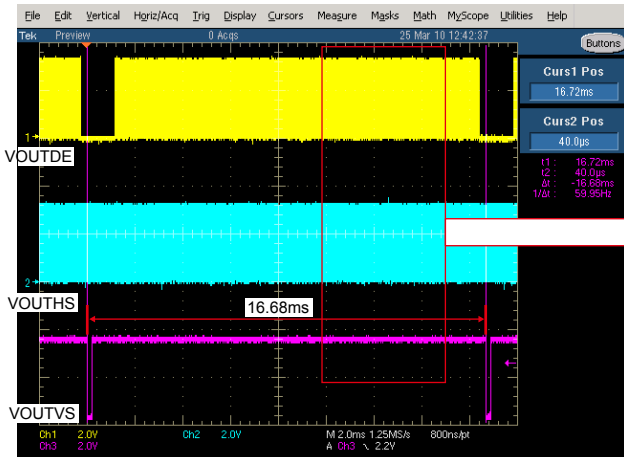 File Edit Vertical Horiz/Acq Trig Display Cursors Measure Masks Math MyScope Utilities Help
Tek Preview 0 Acqs 25 Mar 10 12:42:37
Buttons
Curs1 Pos
16.72ms
Curs2 Pos
40.0µs
t1: 16.72ms
t2: 40.0µs
Δt: -16.68ms
1/Δt: 59.95Hz
1
VOUTDE
2
VOUTHS
16.68ms
VOUTVS
Ch1 2.0V Ch2 2.0V M 2.0ms 1.25MS/s 800ns/pt
Ch3 2.0V A Ch3 \ 2.2V